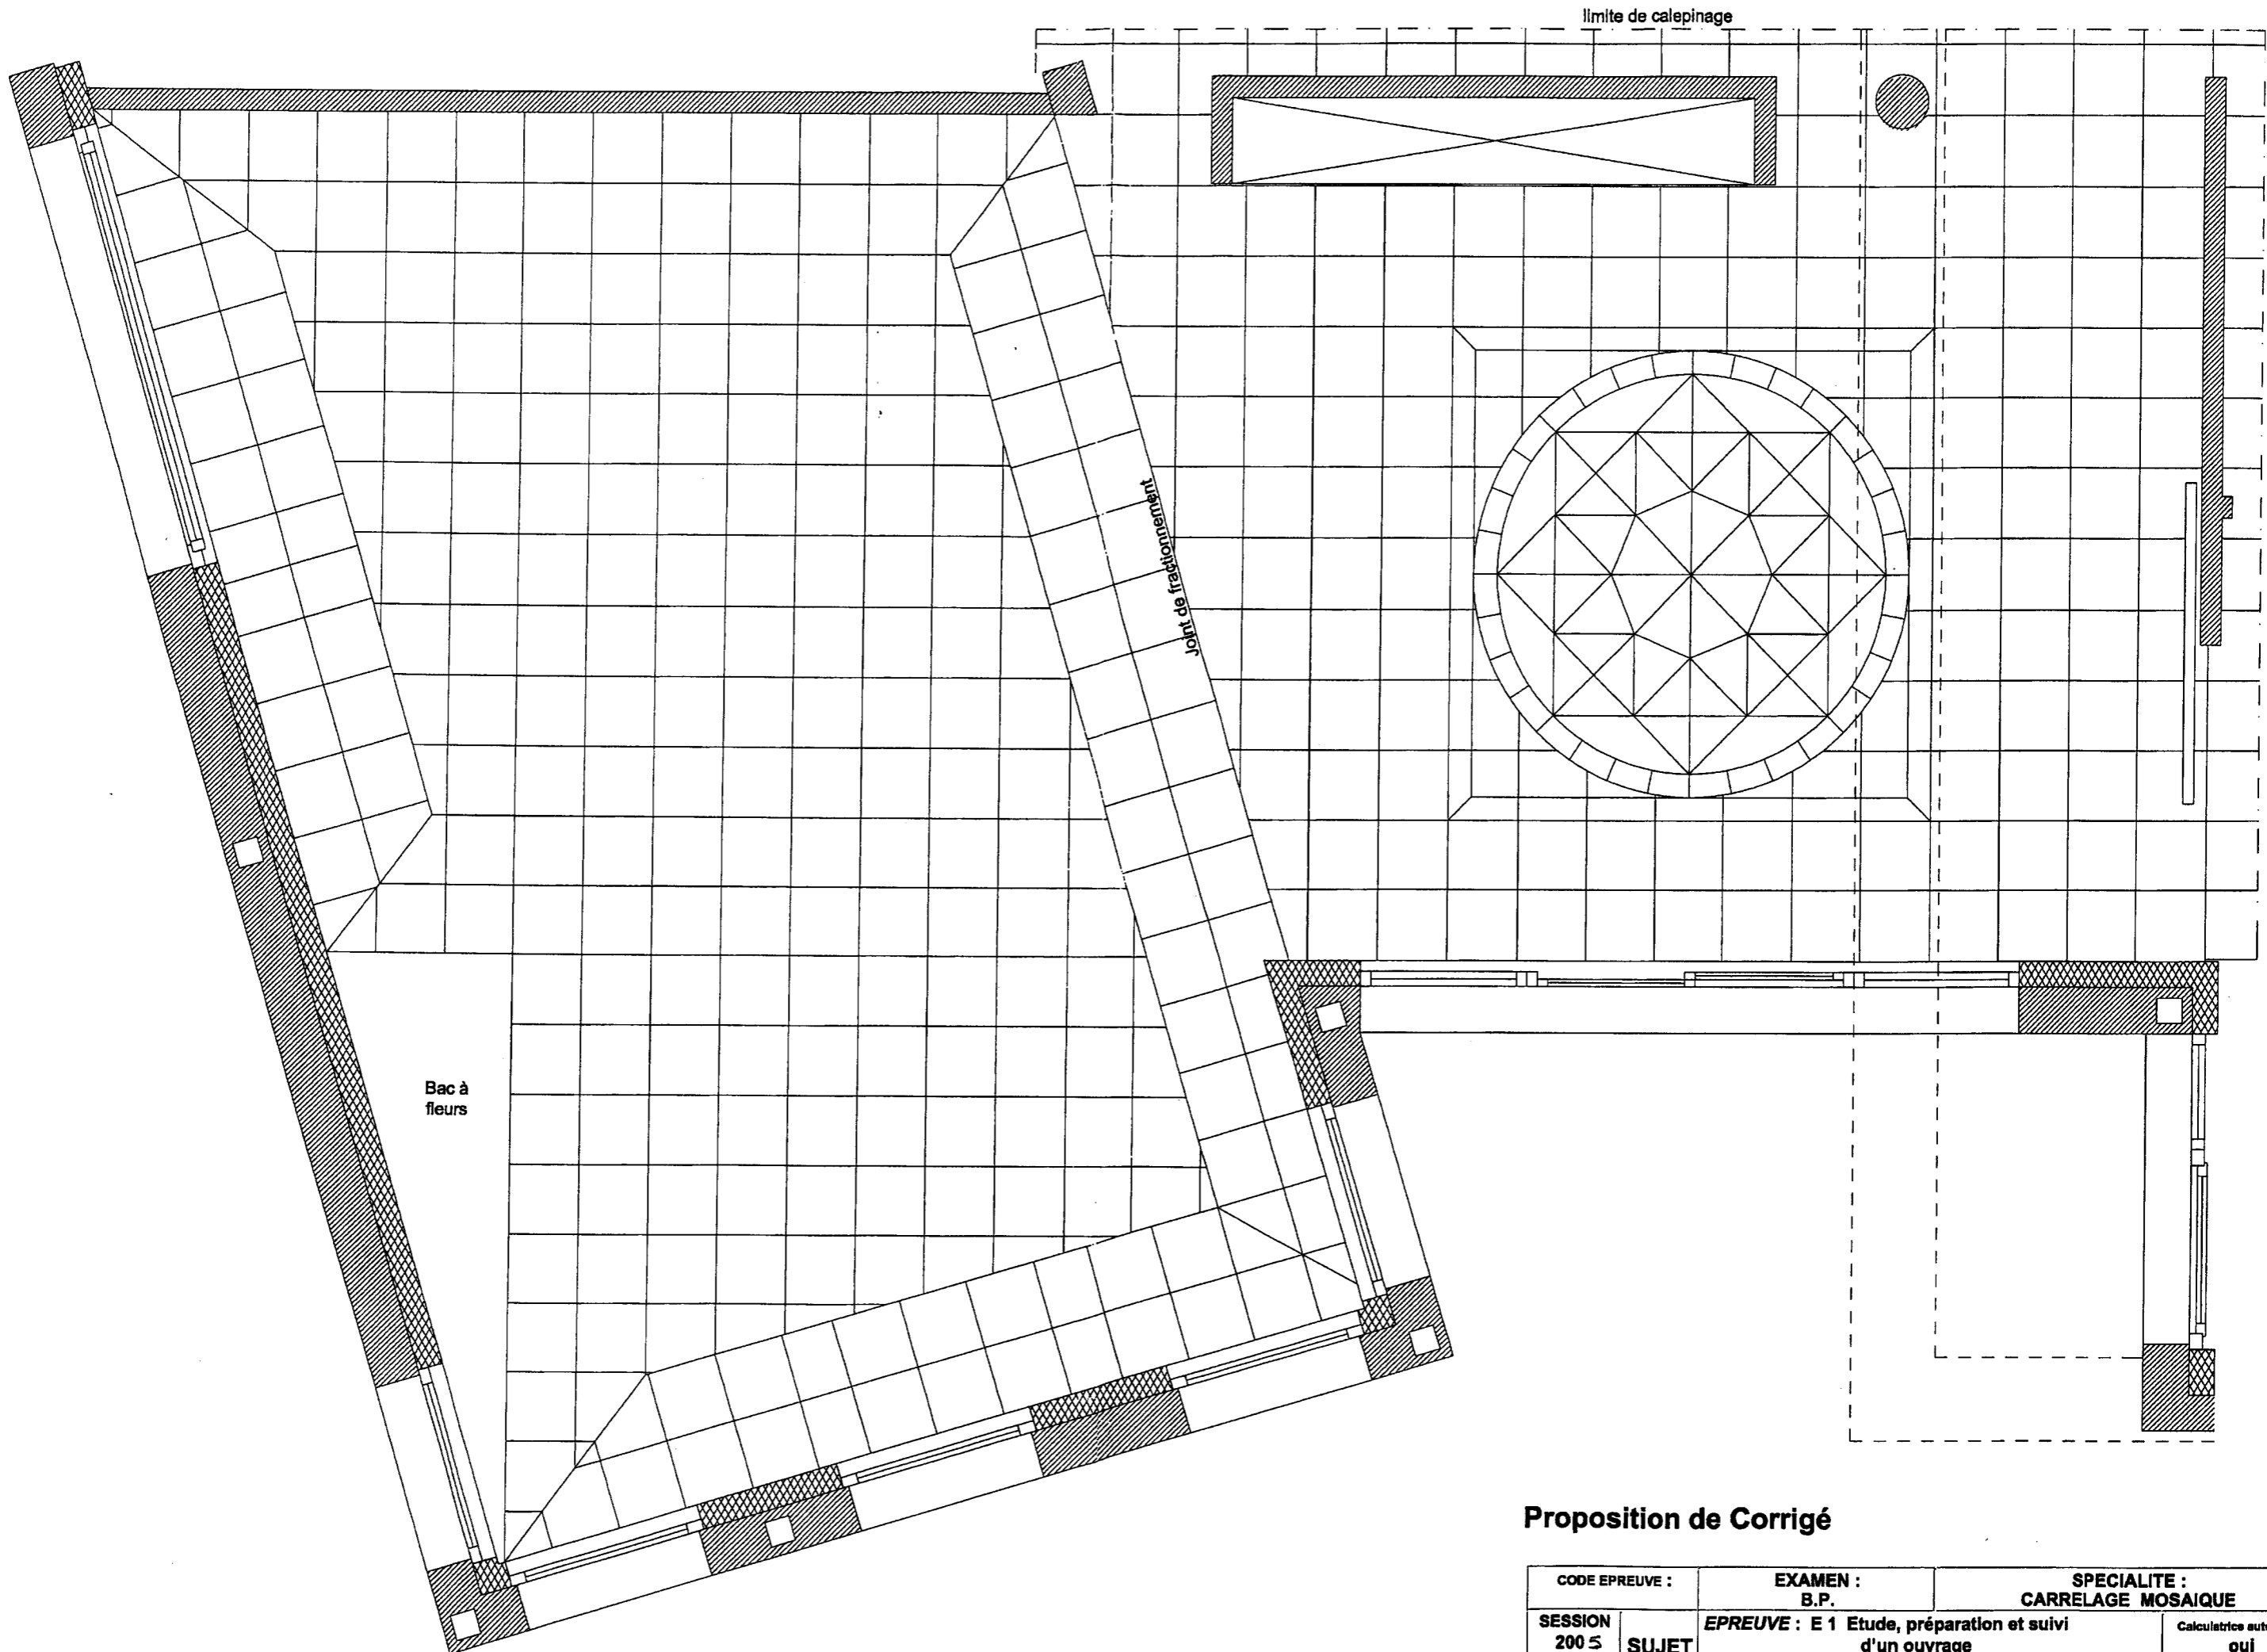 limite de calepinage
Joint de fractionnement
Bac à
fleurs
Proposition de Corrigé
CODE EPREUVE :
EXAMEN :
B.P.
SPECIALITE :
CARRELAGE MOSAIQUE
SESSION
2005
SUJET
EPREUVE : E 1 Etude, préparation et suivi
d'un ouvrage
Calculatrice
oui